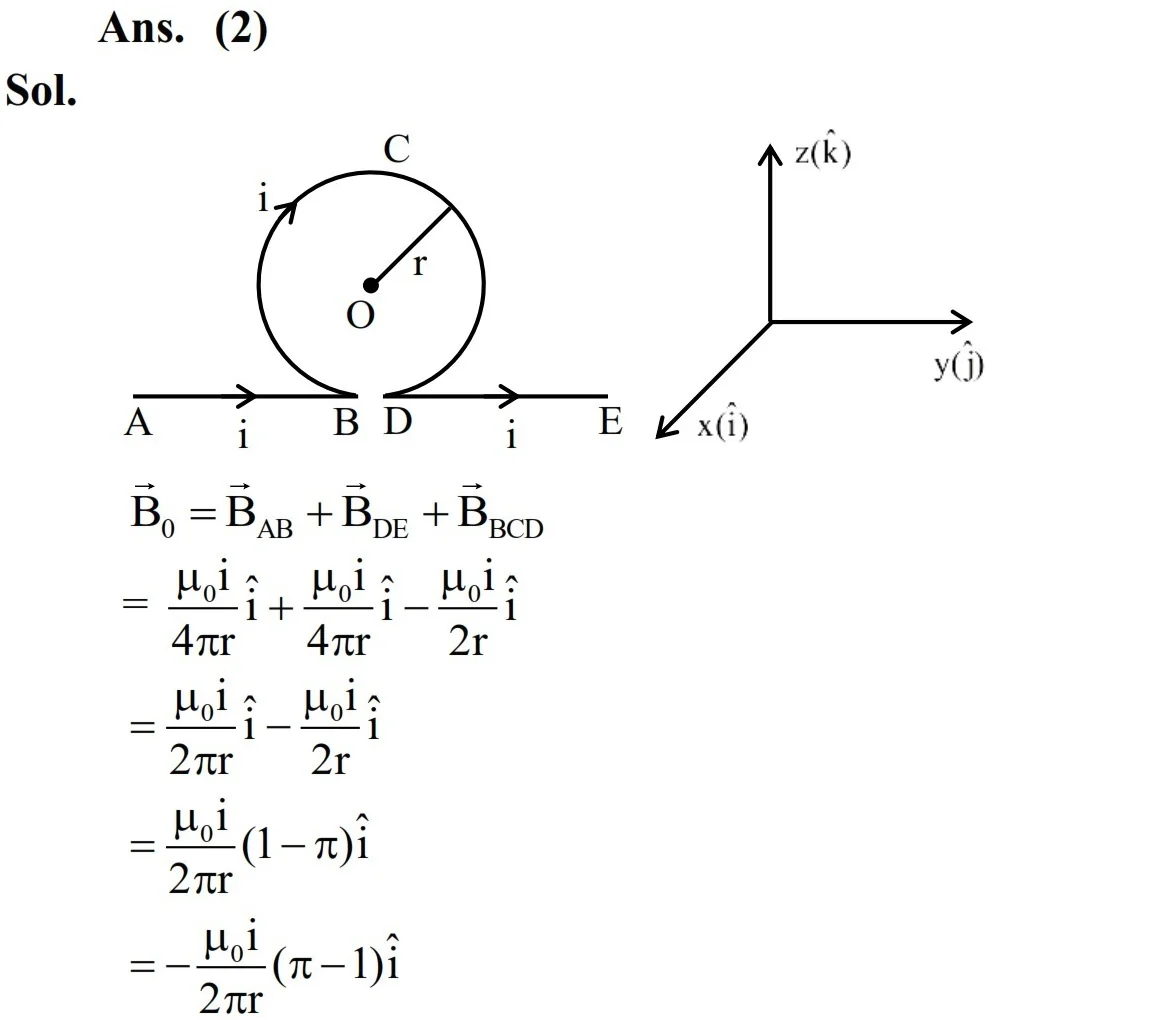 Ans. (2)
Sol.
C
z(k̂)
i
r
O
y(ĵ)
A
i
B
D
i
E
x(î)
B⃗₀ = B⃗_AB + B⃗_DE + B⃗_BCD
= μ₀i/4πr î + μ₀i/4πr î − μ₀i/2r î
= μ₀i/2πr î − μ₀i/2r î
= μ₀i/2πr (1 − π)î
= − μ₀i/2πr (π − 1)î